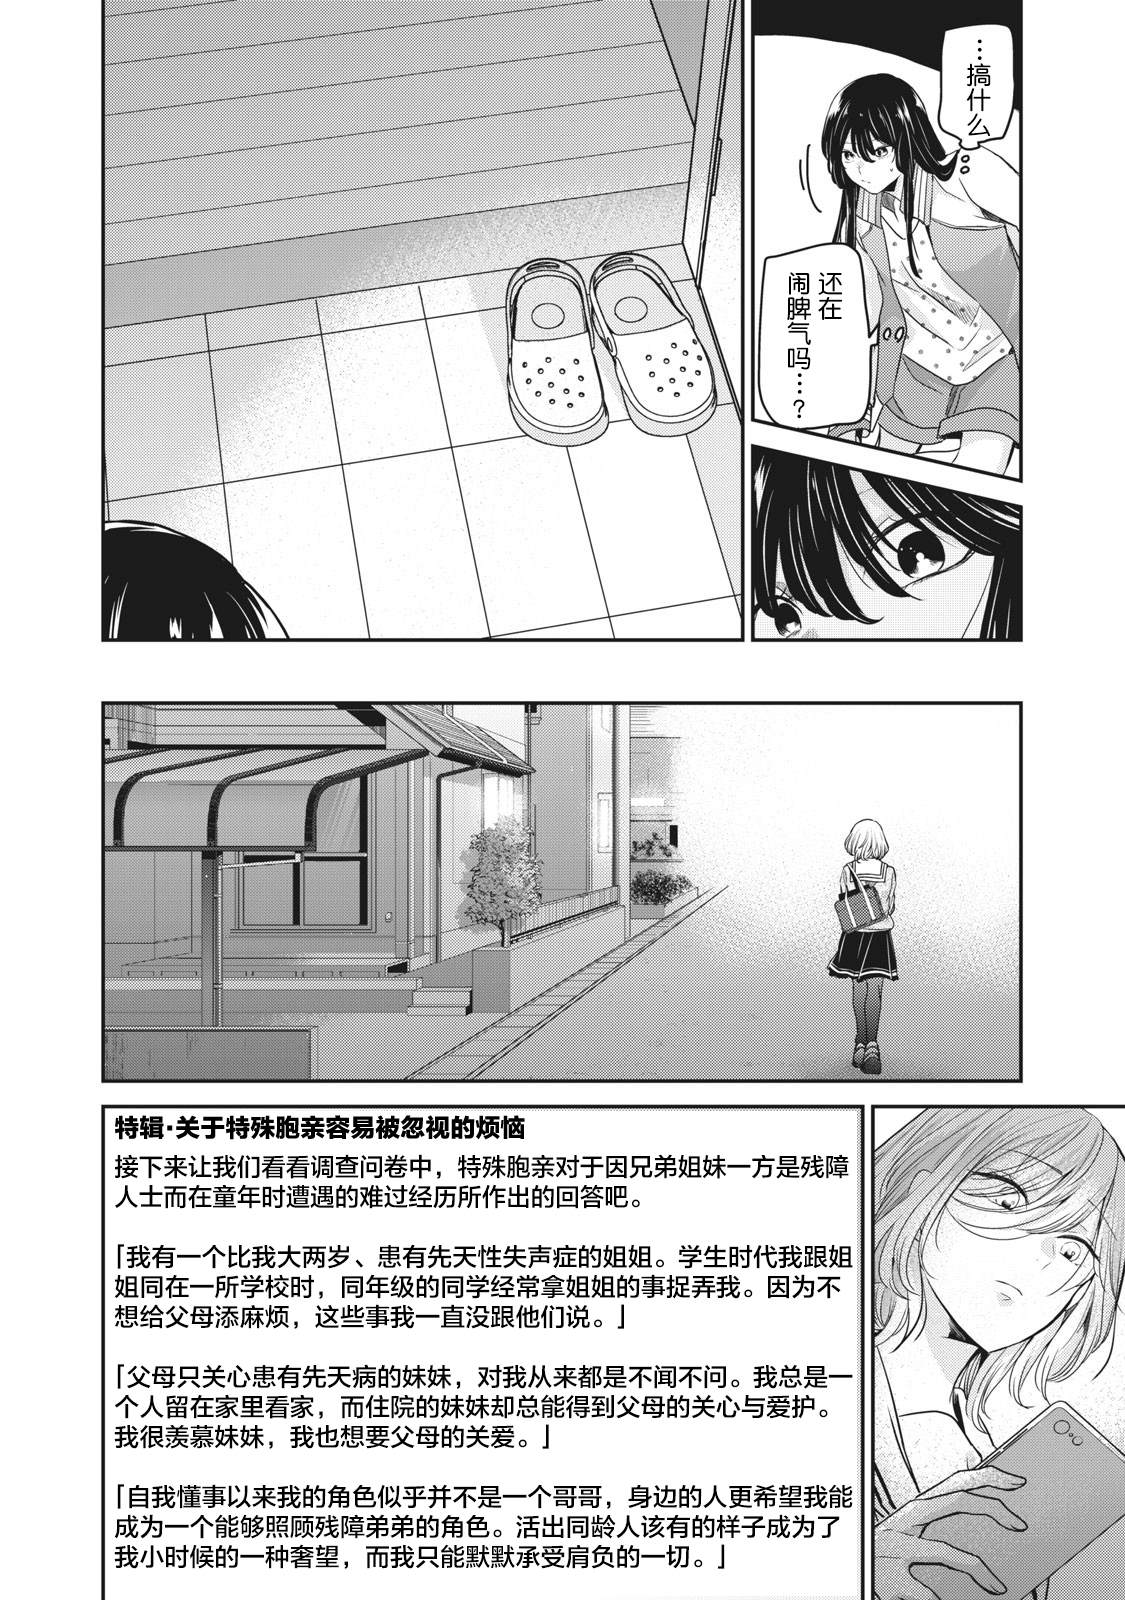 …搞什么
还在
闹脾气吗…？
特辑·关于特殊胞亲容易被忽视的烦恼
接下来让我们看看调查问卷中，特殊胞亲对于因兄弟姐妹一方是残障
人士而在童年时遭遇的难过经历所作出的回答吧。
「我有一个比我大两岁、患有先天性失声症的姐姐。学生时代我跟姐
姐同在一所学校时，同年级的同学经常拿姐姐的事捉弄我。因为不
想给父母添麻烦，这些事我一直没跟他们说。」
「父母只关心患有先天病的妹妹，对我从来都是不闻不问。我总是一
个人留在家里看家，而住院的妹妹却总能得到父母的关心与爱护。
我很羡慕妹妹，我也想要父母的关爱。」
「自我懂事以来我的角色似乎并不是一个哥哥，身边的人更希望我能
成为一个能够照顾残障弟弟的角色。活出同龄人该有的样子成为了
我小时候的一种奢望，而我只能默默承受肩负的一切。」